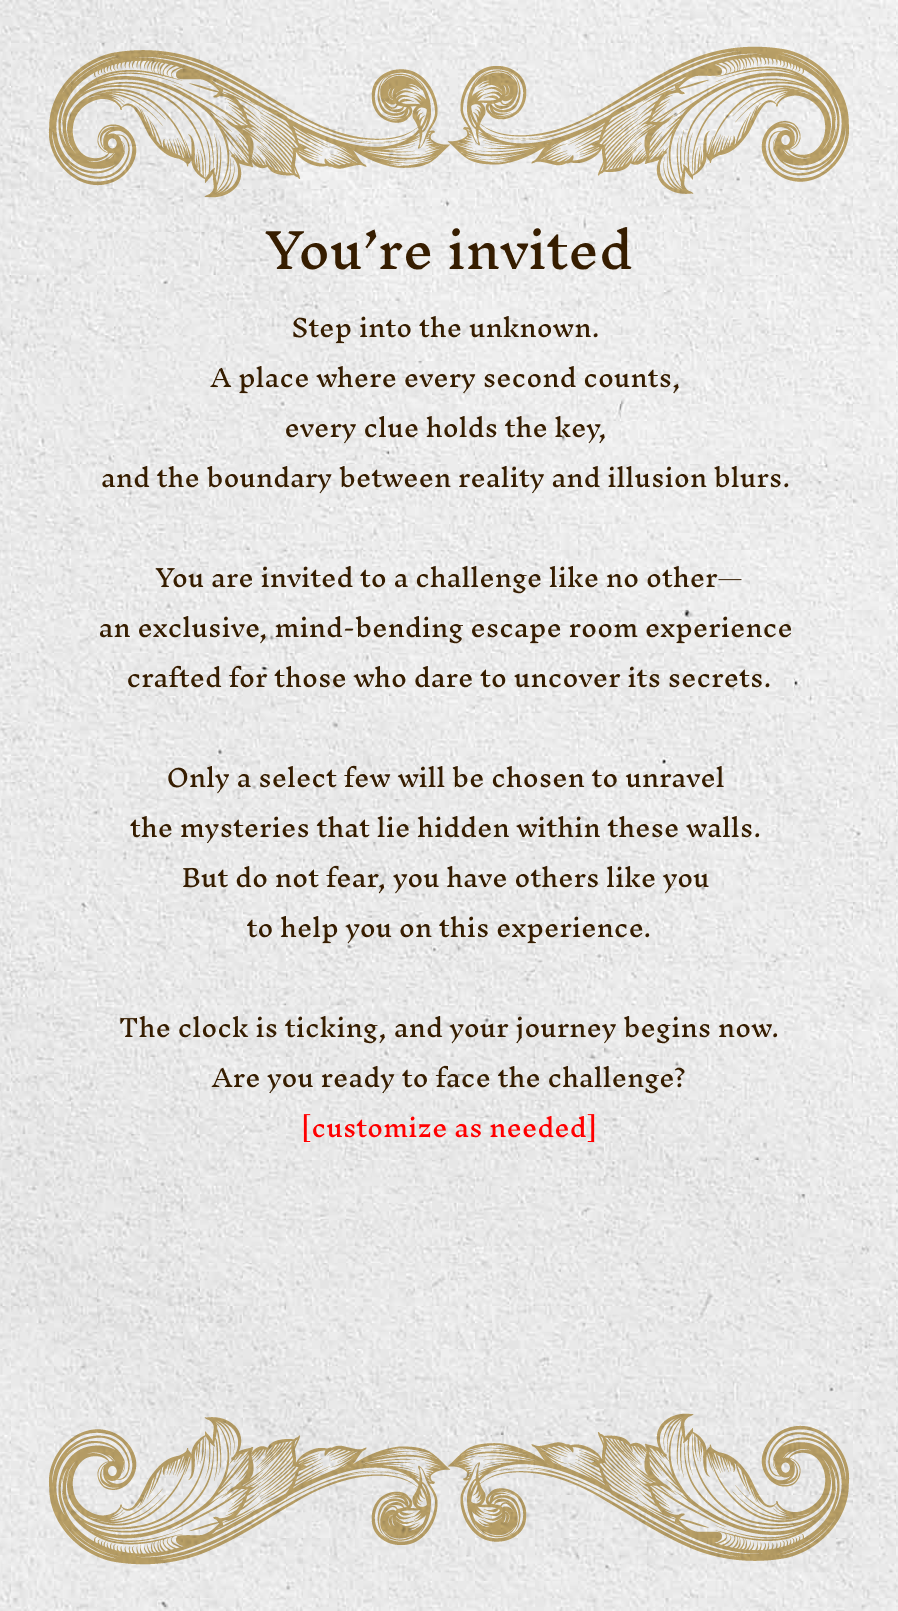 You’re invited
Step into the unknown.
A place where every second counts,
every clue holds the key,
and the boundary between reality and illusion blurs.
You are invited to a challenge like no other—
an exclusive, mind-bending escape room experience
crafted for those who dare to uncover its secrets.
Only a select few will be chosen to unravel
the mysteries that lie hidden within these walls.
But do not fear, you have others like you
to help you on this experience.
The clock is ticking, and your journey begins now.
Are you ready to face the challenge?
[customize as needed]